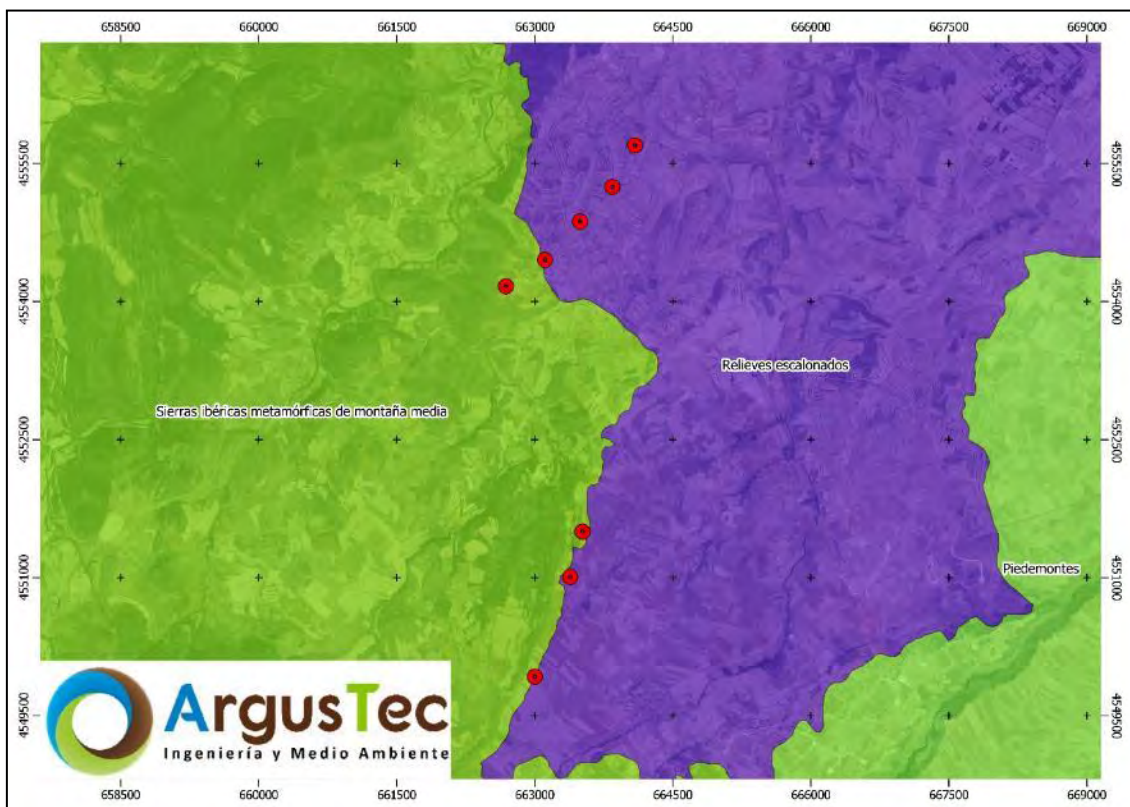 658500 660000 661500 663000 664500 666000 667500 669000
4555500 4555500
4554000 4554000
Relieves escalonados
Sierras ibéricas metamórficas de montaña media
4552500 4552500
Piedemontes
4551000 4551000
ArgusTec
Ingeniería y Medio Ambiente
4549500 4549500
658500 660000 661500 663000 664500 666000 667500 669000